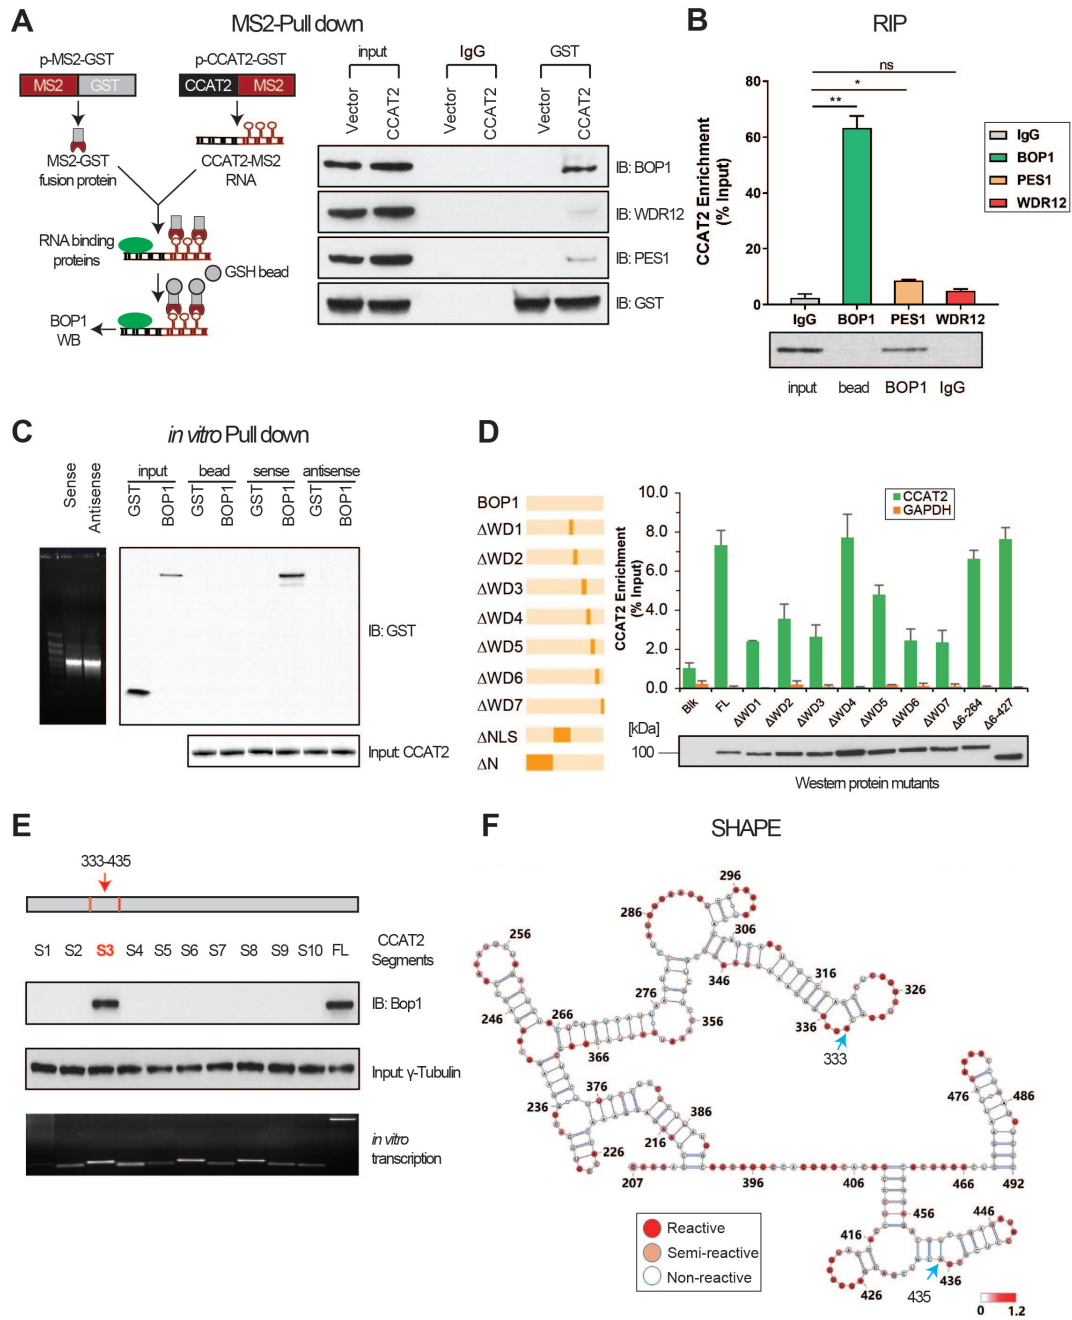 A
MS2-Pull down
p-MS2-GST
p-CCAT2-GST
MS2
GST
CCAT2
MS2
MS2-GST
fusion protein
CCAT2-MS2
RNA
RNA binding
proteins
GSH bead
BOP1
WB
input
IgG
GST
Vector
CCAT2
Vector
CCAT2
Vector
CCAT2
IB: BOP1
IB: WDR12
IB: PES1
IB: GST
B
RIP
ns
*
**
80
60
40
20
0
CCAT2 Enrichment
(% Input)
IgG
BOP1
PES1
WDR12
IgG
BOP1
PES1
WDR12
input
bead
BOP1
IgG
C
in vitro Pull down
Sense
Antisense
input
bead
sense
antisense
GST
BOP1
GST
BOP1
GST
BOP1
GST
BOP1
IB: GST
Input: CCAT2
D
BOP1
ΔWD1
ΔWD2
ΔWD3
ΔWD4
ΔWD5
ΔWD6
ΔWD7
ΔNLS
ΔN
CCAT2 Enrichment
(% Input)
10.0
8.0
6.0
4.0
2.0
0.0
CCAT2
GAPDH
Blk
FL
ΔWD1
ΔWD2
ΔWD3
ΔWD4
ΔWD5
ΔWD6
ΔWD7
Δ6-264
Δ6-427
[kDa]
100
Western protein mutants
E
333-435
S1
S2
S3
S4
S5
S6
S7
S8
S9
S10
FL
CCAT2
Segments
IB: Bop1
Input: γ-Tubulin
in vitro
transcription
F
SHAPE
296
286
306
256
316
326
346
276
246
266
356
336
333
366
376
476
486
236
386
216
226
207
396
406
466
492
456
446
416
436
426
435
Reactive
Semi-reactive
Non-reactive
0
1.2